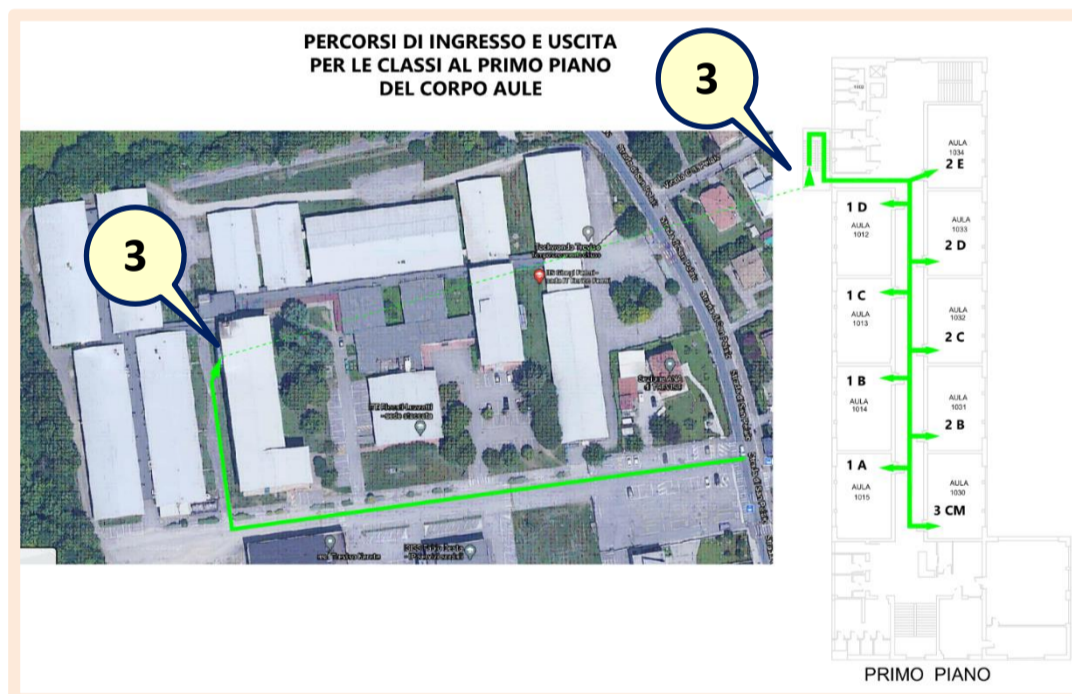 PERCORSI DI INGRESSO E USCITA
PER LE CLASSI AL PRIMO PIANO
DEL CORPO AULE
3
3
AULA
1034
2 E
1 D
AULA
1012
AULA
1033
2 D
1 C
AULA
1013
AULA
1032
2 C
1 B
AULA
1014
AULA
1031
2 B
1 A
AULA
1015
AULA
1030
3 CM
PRIMO PIANO